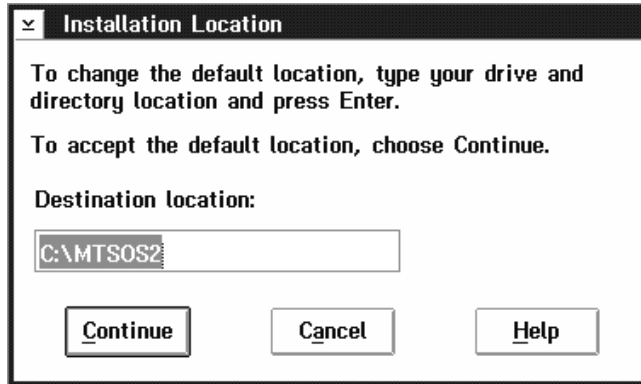 Installation Location
To change the default location, type your drive and
directory location and press Enter.
To accept the default location, choose Continue.
Destination location:
C:\MTSOS2
Continue Cancel Help